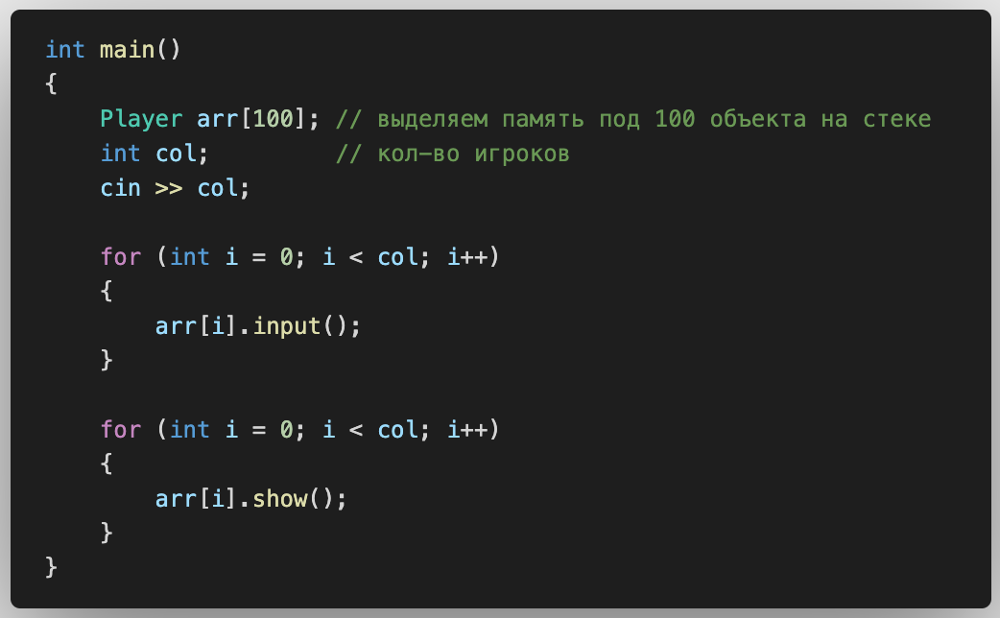 int main()
{
    Player arr[100]; // выделяем память под 100 объекта на стеке
    int col;         // кол-во игроков
    cin >> col;

    for (int i = 0; i < col; i++)
    {
        arr[i].input();
    }

    for (int i = 0; i < col; i++)
    {
        arr[i].show();
    }
}